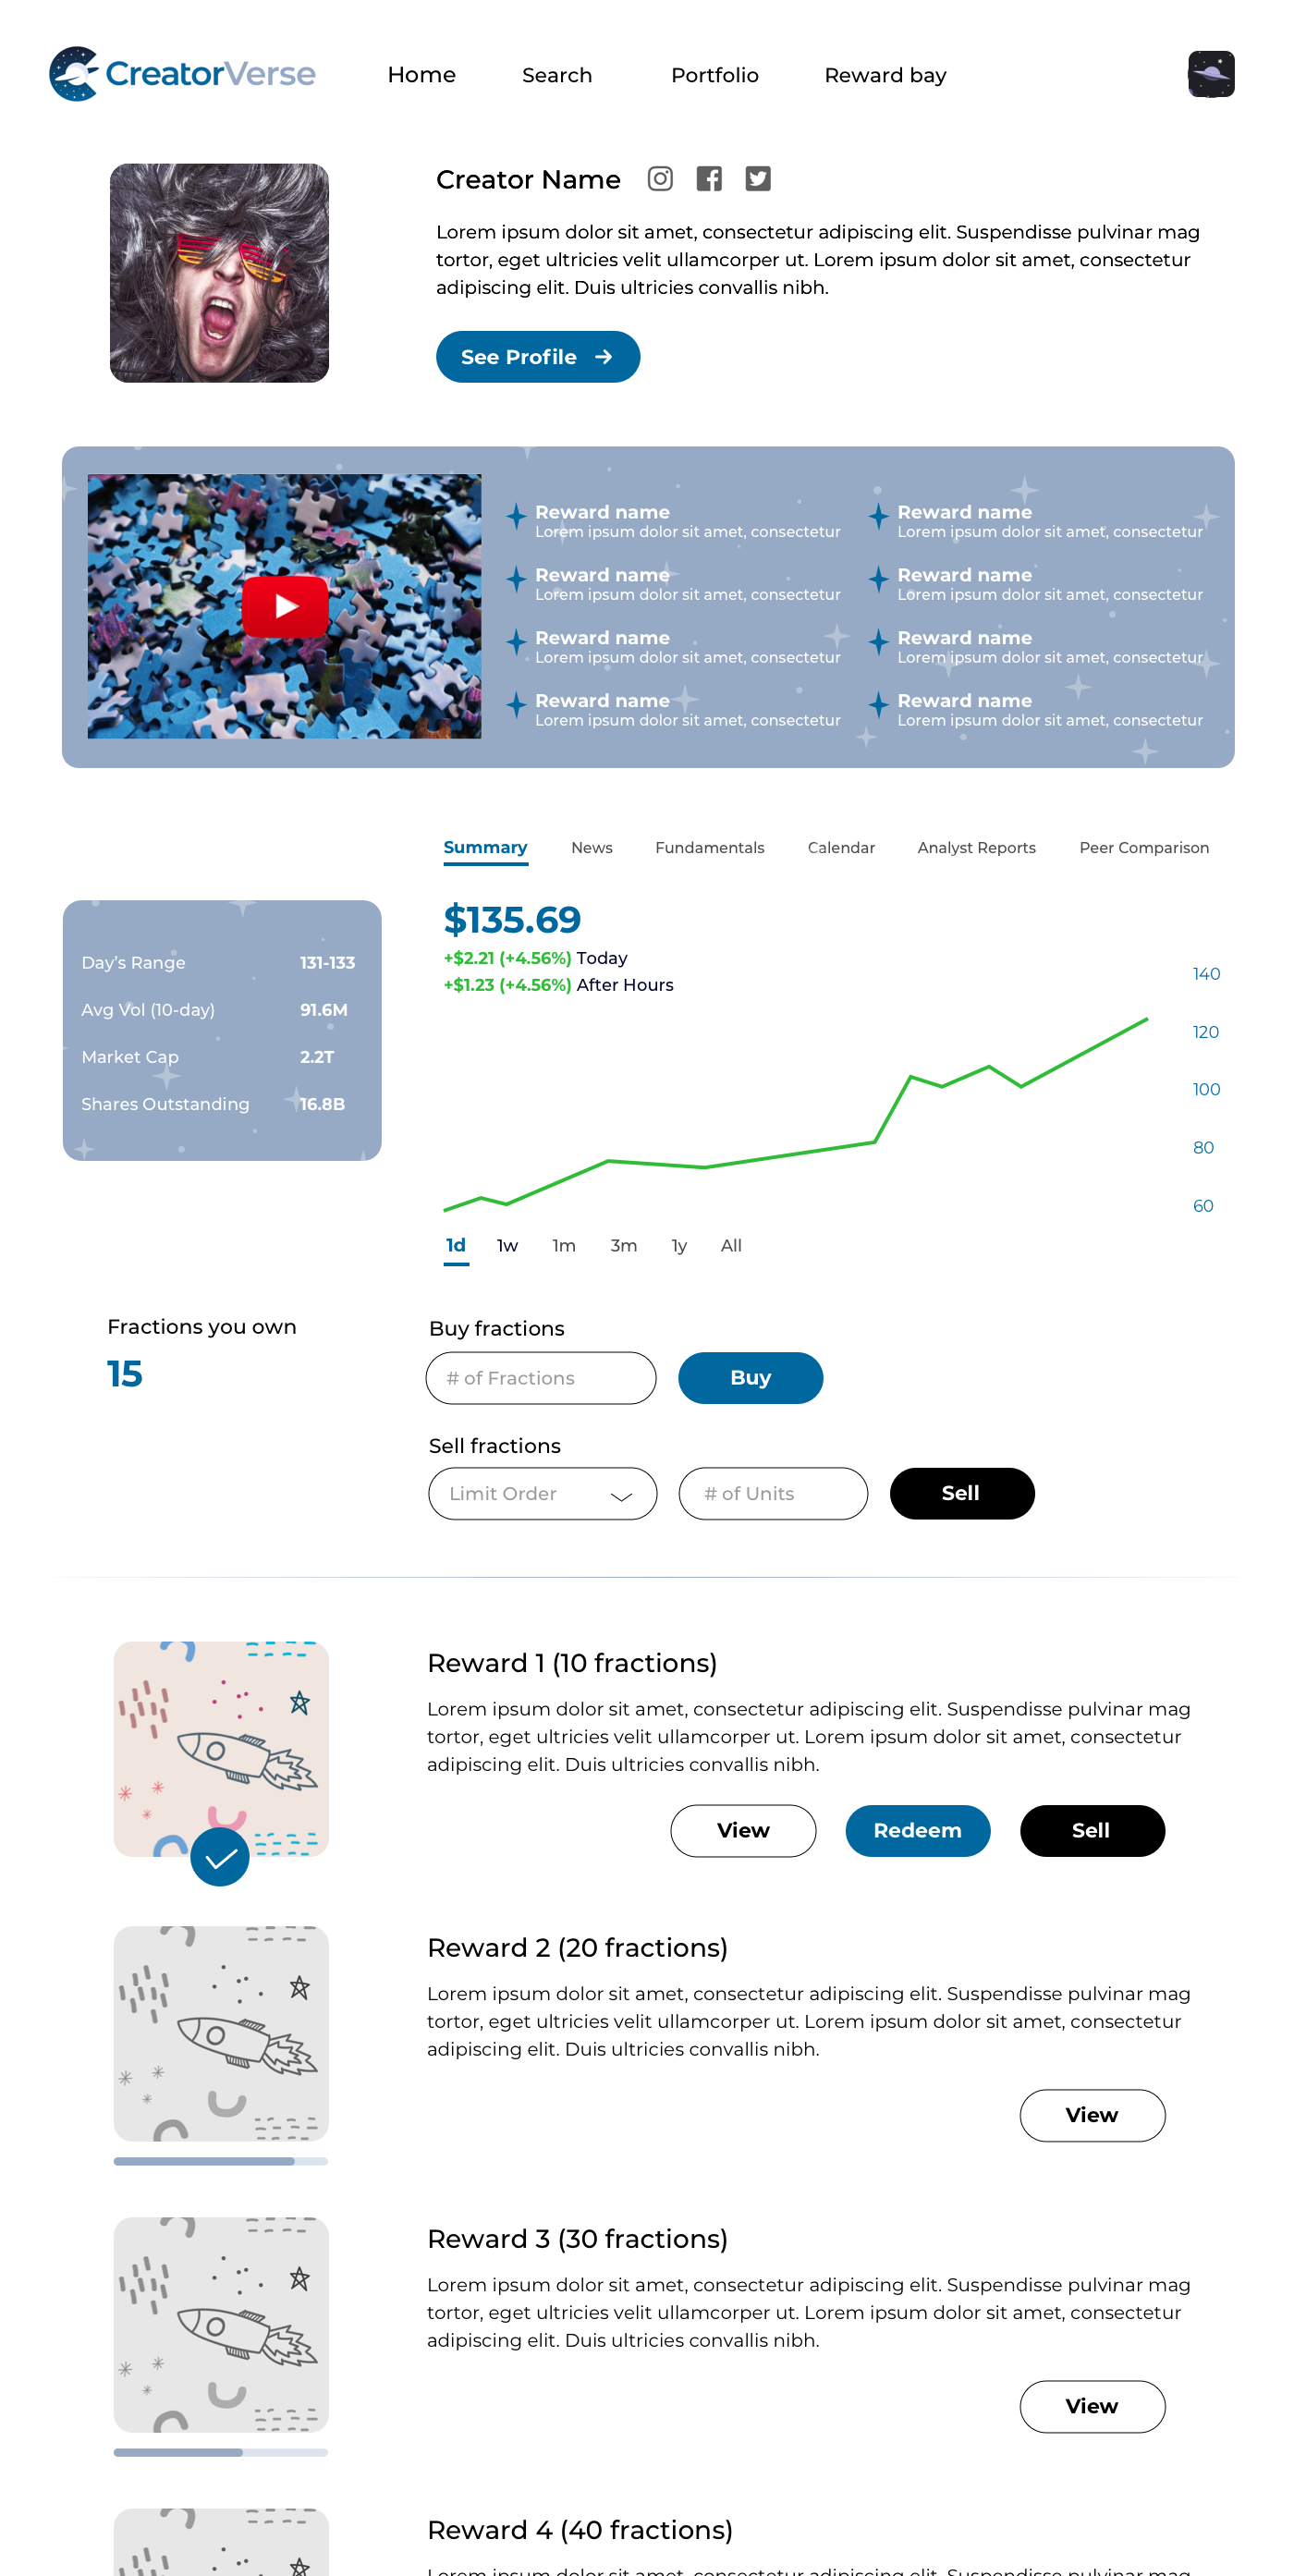 CreatorVerse
Home
Search
Portfolio
Reward bay
Creator Name
Lorem ipsum dolor sit amet, consectetur adipiscing elit. Suspendisse pulvinar mag
tortor, eget ultricies velit ullamcorper ut. Lorem ipsum dolor sit amet, consectetur
adipiscing elit. Duis ultricies convallis nibh.
See Profile
Reward name
Lorem ipsum dolor sit amet, consectetur
Reward name
Lorem ipsum dolor sit amet, consectetur
Reward name
Lorem ipsum dolor sit amet, consectetur
Reward name
Lorem ipsum dolor sit amet, consectetur
Reward name
Lorem ipsum dolor sit amet, consectetur
Reward name
Lorem ipsum dolor sit amet, consectetur
Reward name
Lorem ipsum dolor sit amet, consectetur
Reward name
Lorem ipsum dolor sit amet, consectetur
Summary
News
Fundamentals
Calendar
Analyst Reports
Peer Comparison
Day's Range 131-133
Avg Vol (10-day) 91.6M
Market Cap 2.2T
Shares Outstanding 16.8B
$135.69
+$2.21 (+4.56%) Today
+$1.23 (+4.56%) After Hours
140
120
100
80
60
1d
1w
1m
3m
1y
All
Fractions you own
15
Buy fractions
# of Fractions
Buy
Sell fractions
Limit Order
# of Units
Sell
Reward 1 (10 fractions)
Lorem ipsum dolor sit amet, consectetur adipiscing elit. Suspendisse pulvinar mag
tortor, eget ultricies velit ullamcorper ut. Lorem ipsum dolor sit amet, consectetur
adipiscing elit. Duis ultricies convallis nibh.
View
Redeem
Sell
Reward 2 (20 fractions)
Lorem ipsum dolor sit amet, consectetur adipiscing elit. Suspendisse pulvinar mag
tortor, eget ultricies velit ullamcorper ut. Lorem ipsum dolor sit amet, consectetur
adipiscing elit. Duis ultricies convallis nibh.
View
Reward 3 (30 fractions)
Lorem ipsum dolor sit amet, consectetur adipiscing elit. Suspendisse pulvinar mag
tortor, eget ultricies velit ullamcorper ut. Lorem ipsum dolor sit amet, consectetur
adipiscing elit. Duis ultricies convallis nibh.
View
Reward 4 (40 fractions)